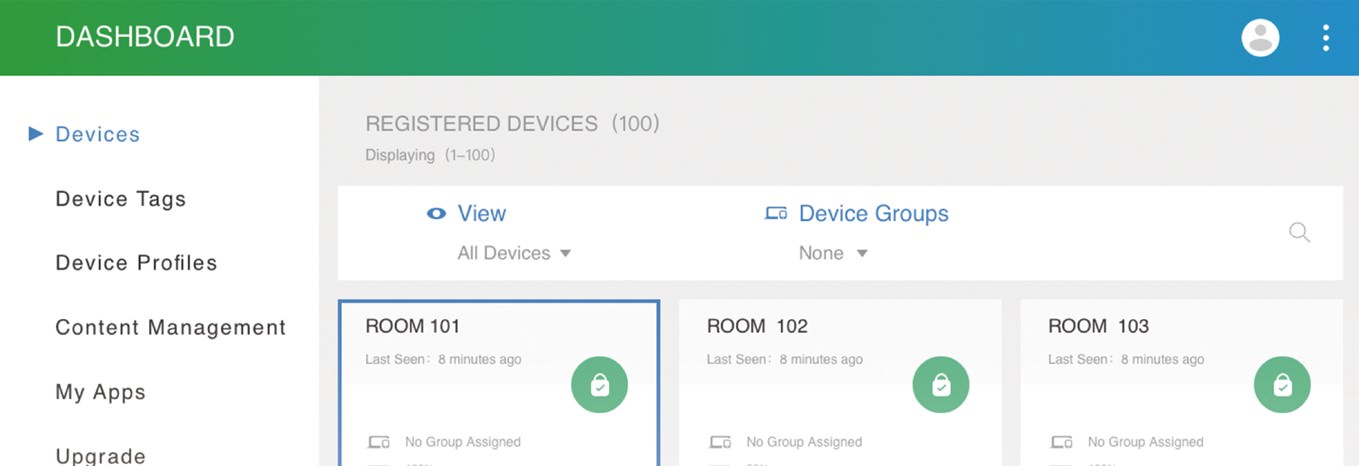 DASHBOARD
Devices
Device Tags
Device Profiles
Content Management
My Apps
Upgrade
REGISTERED DEVICES (100)
Displaying (1–100)
View
All Devices
Device Groups
None
ROOM 101
Last Seen: 8 minutes ago
No Group Assigned
ROOM 102
Last Seen: 8 minutes ago
No Group Assigned
ROOM 103
Last Seen: 8 minutes ago
No Group Assigned